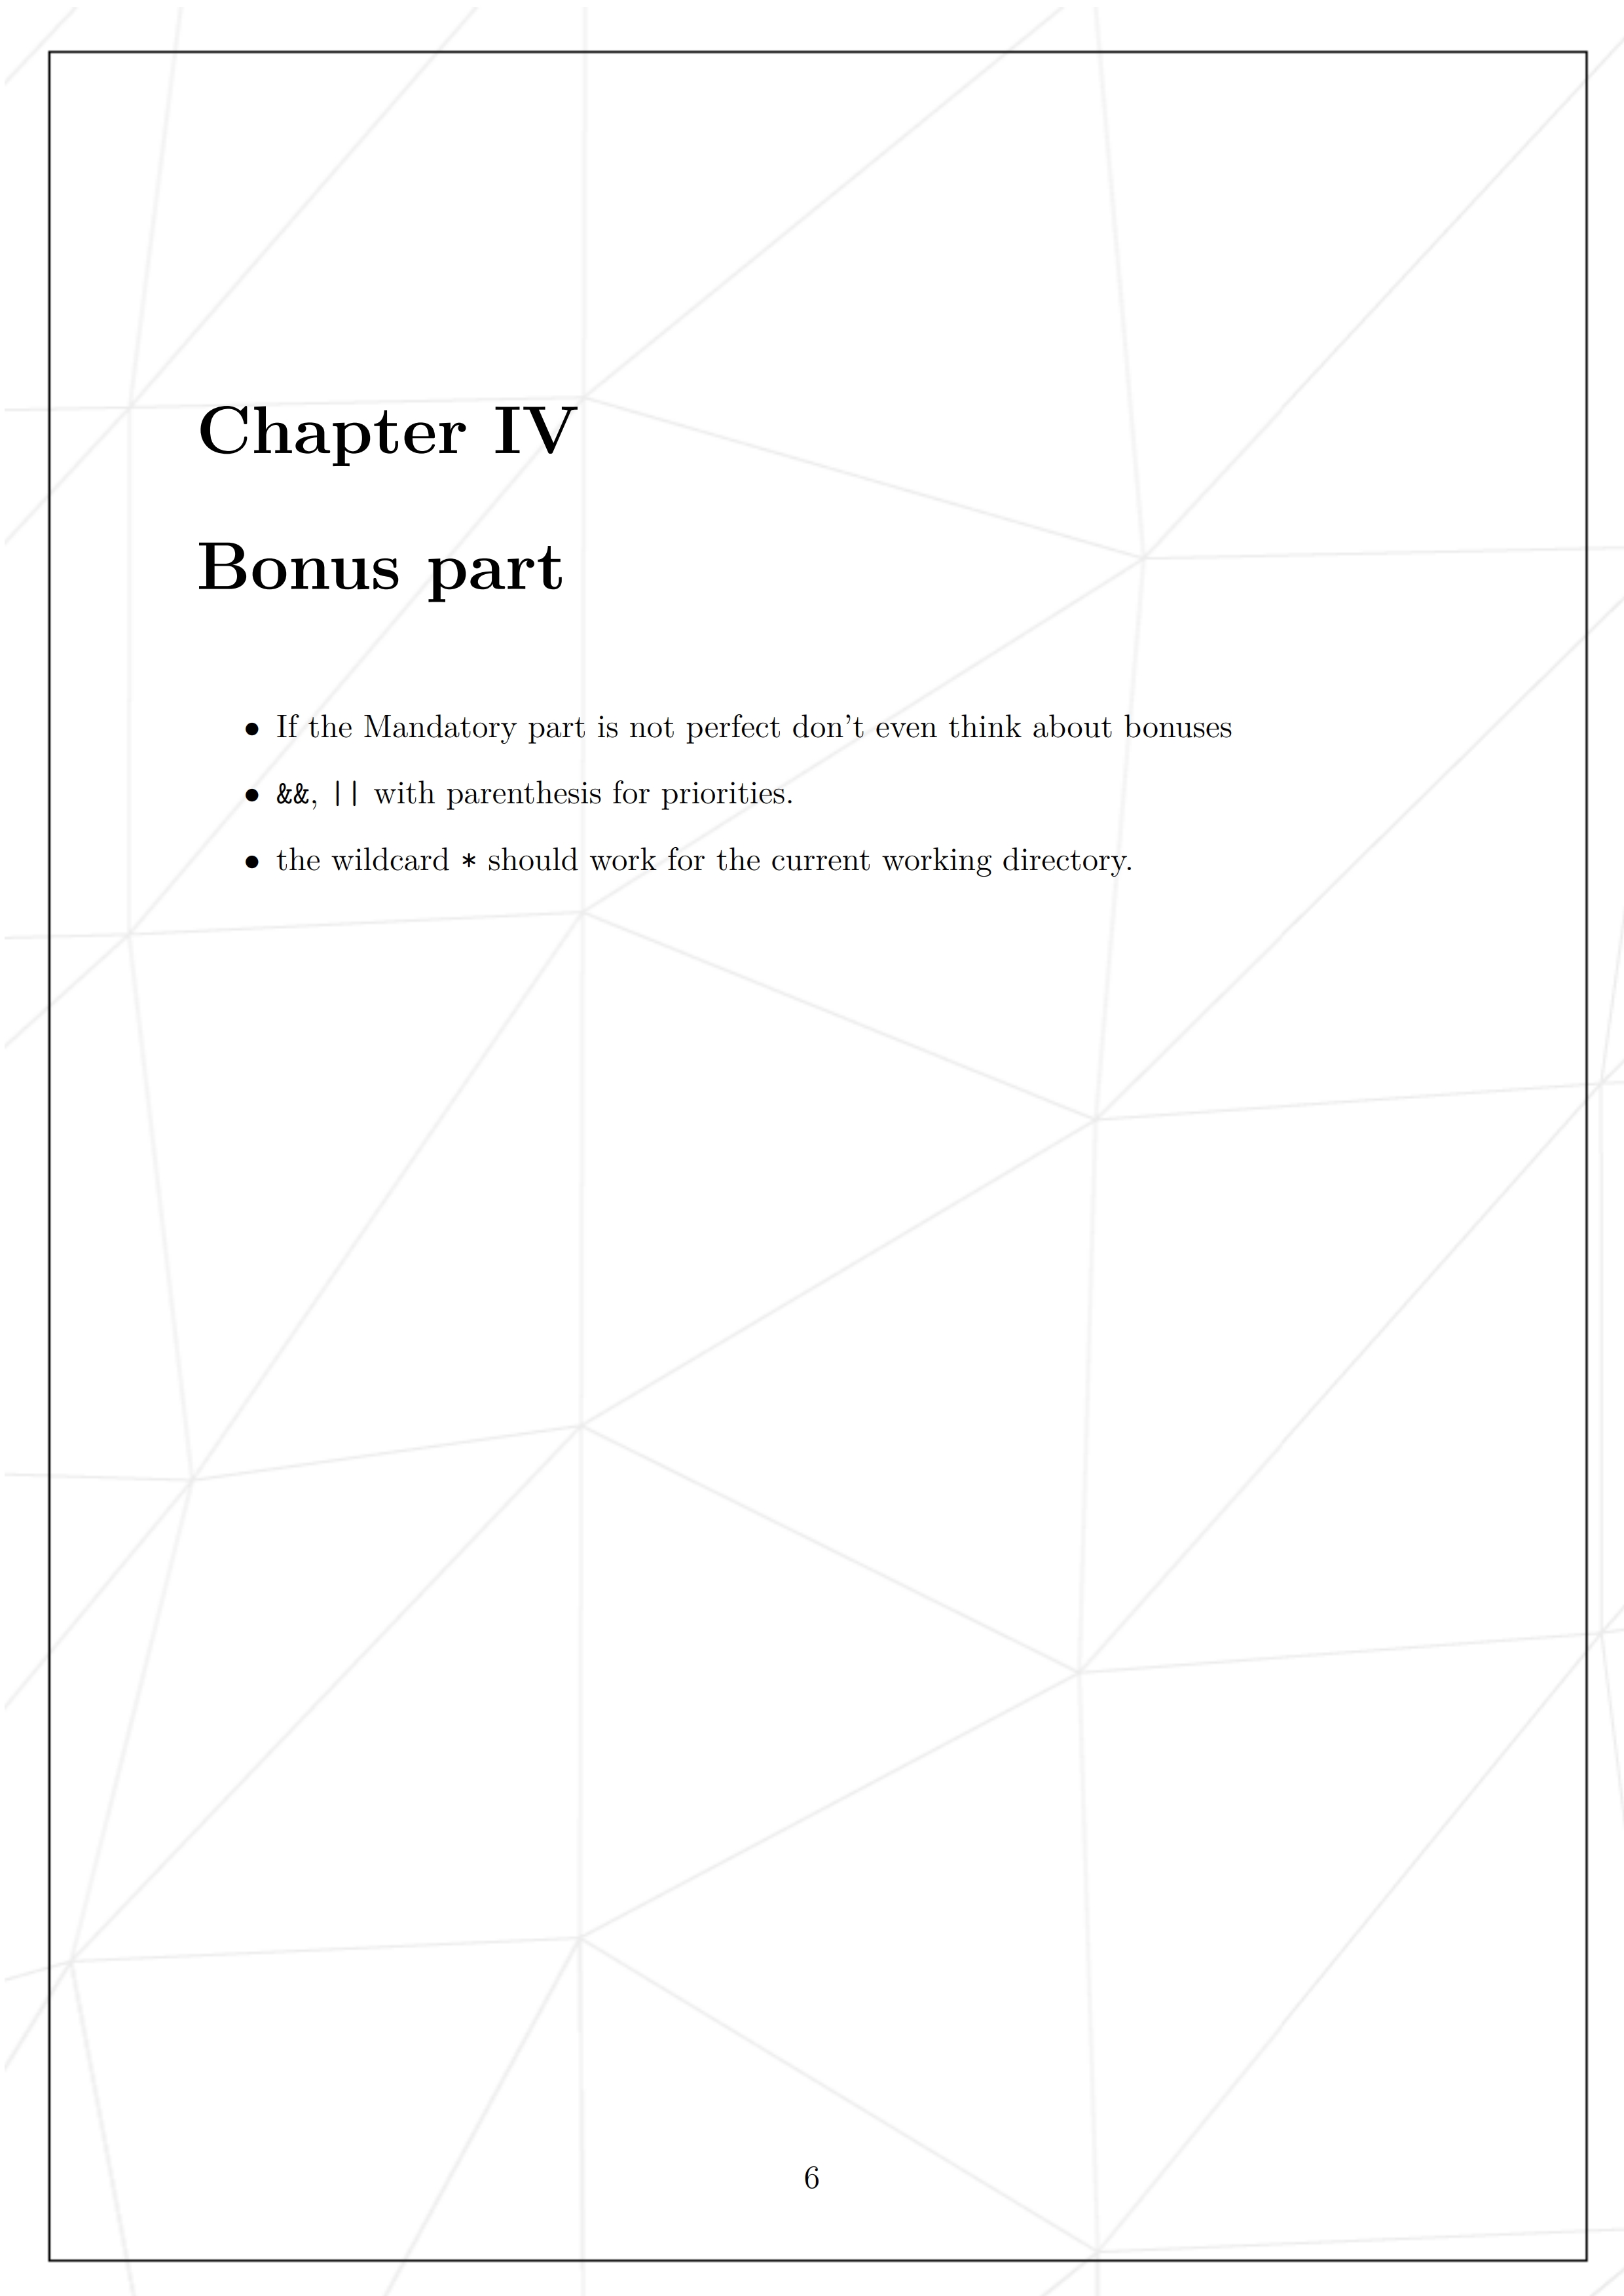 Chapter IV
Bonus part
• If the Mandatory part is not perfect don't even think about bonuses
• &&, || with parenthesis for priorities.
• the wildcard * should work for the current working directory.
6